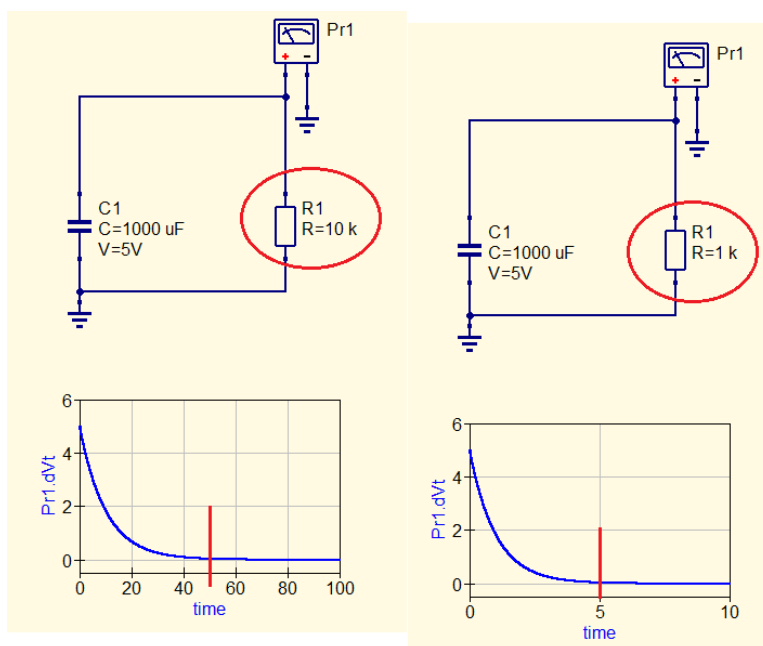 Pr1
+ -
C1
C=1000 uF
V=5V
R1
R=10 k
6
4
2
0
Pr1.dVt
0 20 40 60 80 100
time
Pr1
+ -
C1
C=1000 uF
V=5V
R1
R=1 k
6
4
2
0
Pr1.dVt
0 5 10
time